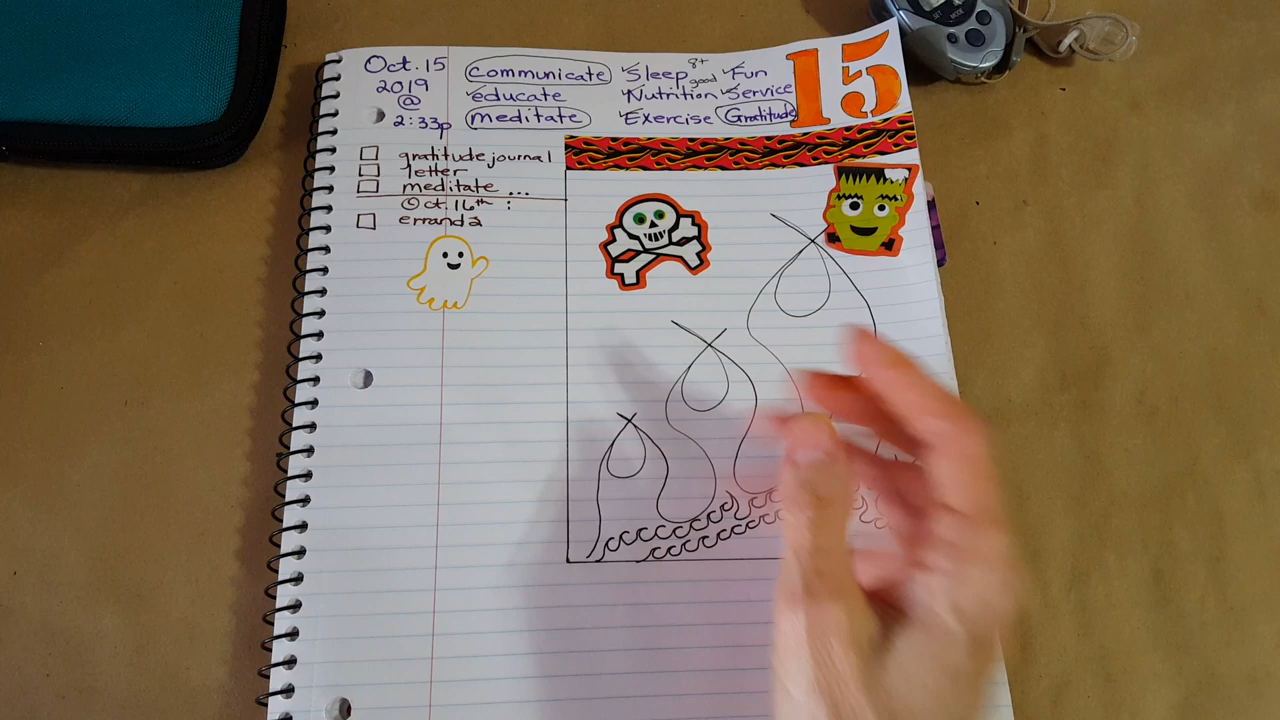 Oct. 15
2019
@
2:33p
communicate
educate
meditate
Sleep 8+ good
Nutrition
Exercise
Fun
Service
Gratitude
15
gratitude journal
letter
meditate ...
Oct. 16th :
errands